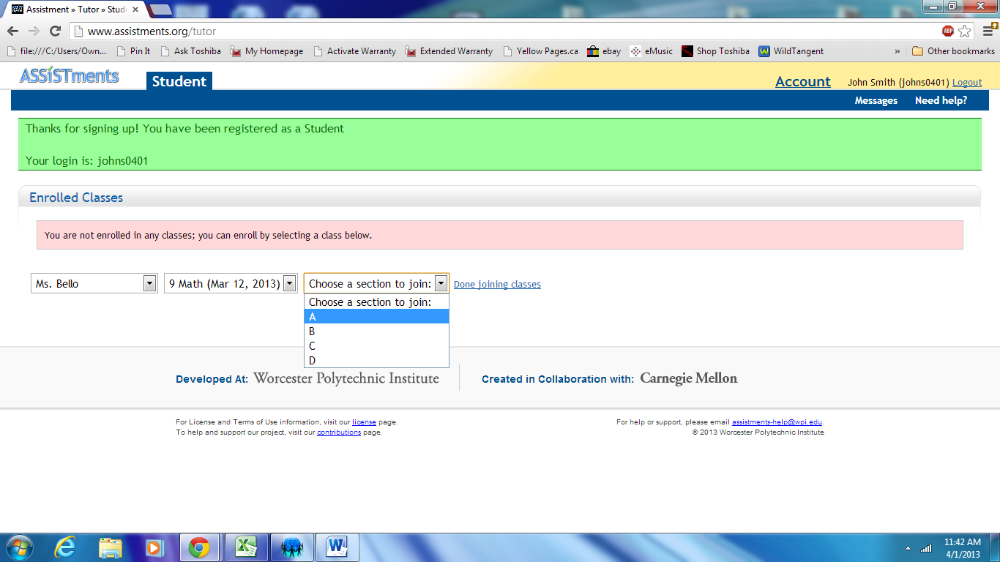 Assistment » Tutor » Stude
www.assistments.org/tutor
ABP
file:///C:/Users/Own...
Pin It
Ask Toshiba
My Homepage
Activate Warranty
Extended Warranty
Yellow Pages.ca
ebay
eMusic
Shop Toshiba
WildTangent
»
Other bookmarks
ASSiSTments
Student
Account
John Smith (johns0401) Logout
Messages
Need help?
Thanks for signing up! You have been registered as a Student
Your login is: johns0401
Enrolled Classes
You are not enrolled in any classes; you can enroll by selecting a class below.
Ms. Bello
9 Math (Mar 12, 2013)
Choose a section to join:
Done joining classes
Choose a section to join:
A
B
C
D
Developed At: Worcester Polytechnic Institute
Created in Collaboration with: Carnegie Mellon
For License and Terms of Use information, visit our license page.
To help and support our project, visit our contributions page.
For help or support, please email assistments-help@wpi.edu.
© 2013 Worcester Polytechnic Institute
11:42 AM
4/1/2013